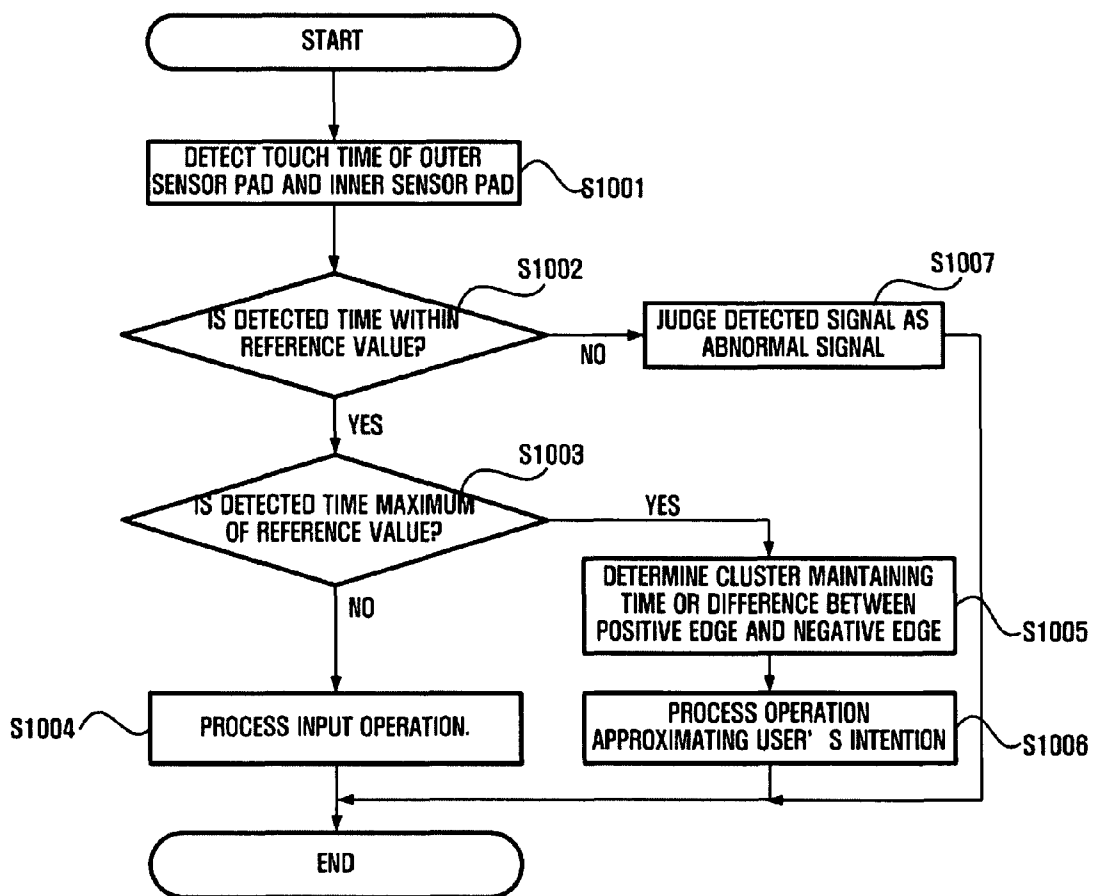 START
DETECT TOUCH TIME OF OUTER
SENSOR PAD AND INNER SENSOR PAD
S1001
S1002
IS DETECTED TIME WITHIN
REFERENCE VALUE?
NO
S1007
JUDGE DETECTED SIGNAL AS
ABNORMAL SIGNAL
YES
S1003
IS DETECTED TIME MAXIMUM
OF REFERENCE VALUE?
YES
NO
DETERMINE CLUSTER MAINTAINING
TIME OR DIFFERENCE BETWEEN
POSITIVE EDGE AND NEGATIVE EDGE
S1005
S1004
PROCESS INPUT OPERATION.
PROCESS OPERATION
APPROXIMATING USER' S INTENTION
S1006
END